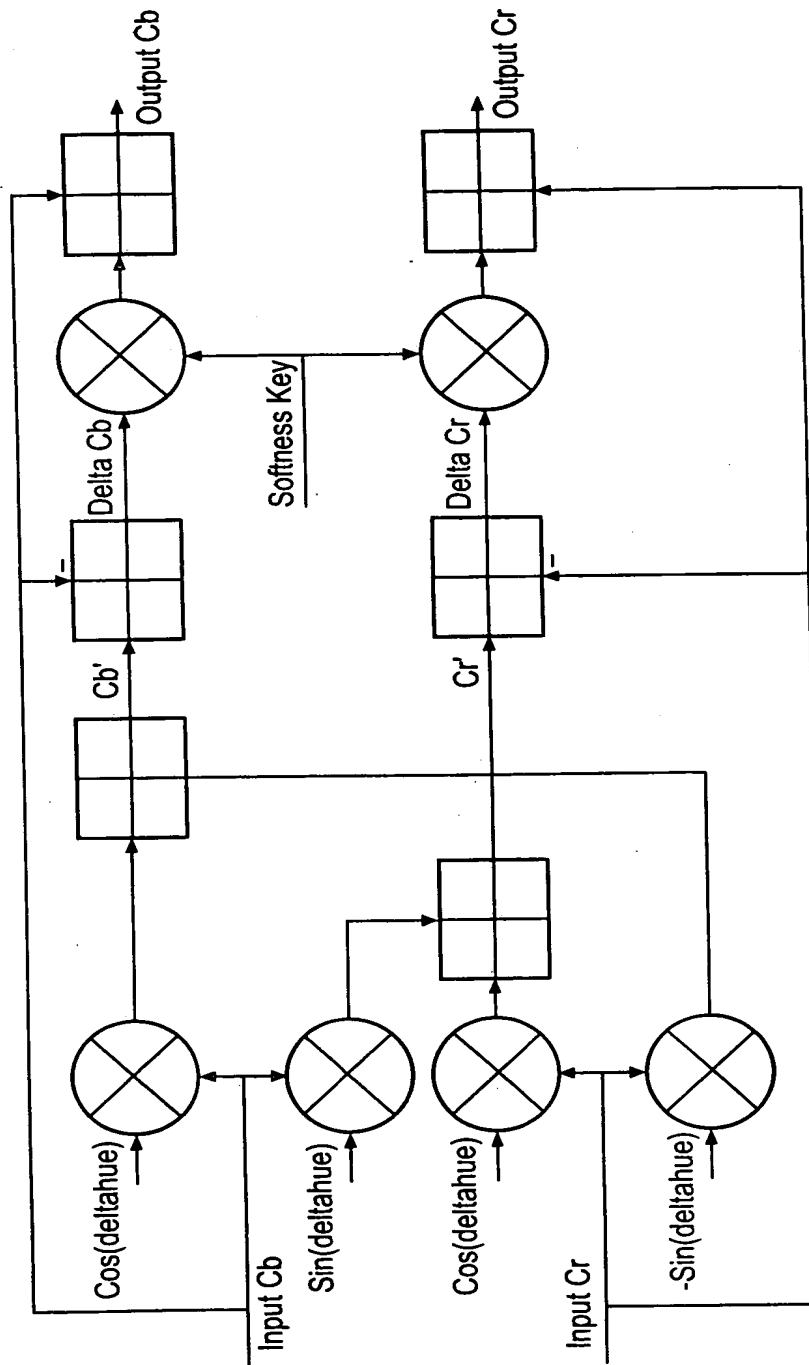 Output Cb
Output Cr
Delta Cb
Softness Key
Delta Cr
-
-
Cb'
Cr'
Cos(deltahue)
Input Cb
Sin(deltahue)
Cos(deltahue)
Input Cr
-Sin(deltahue)